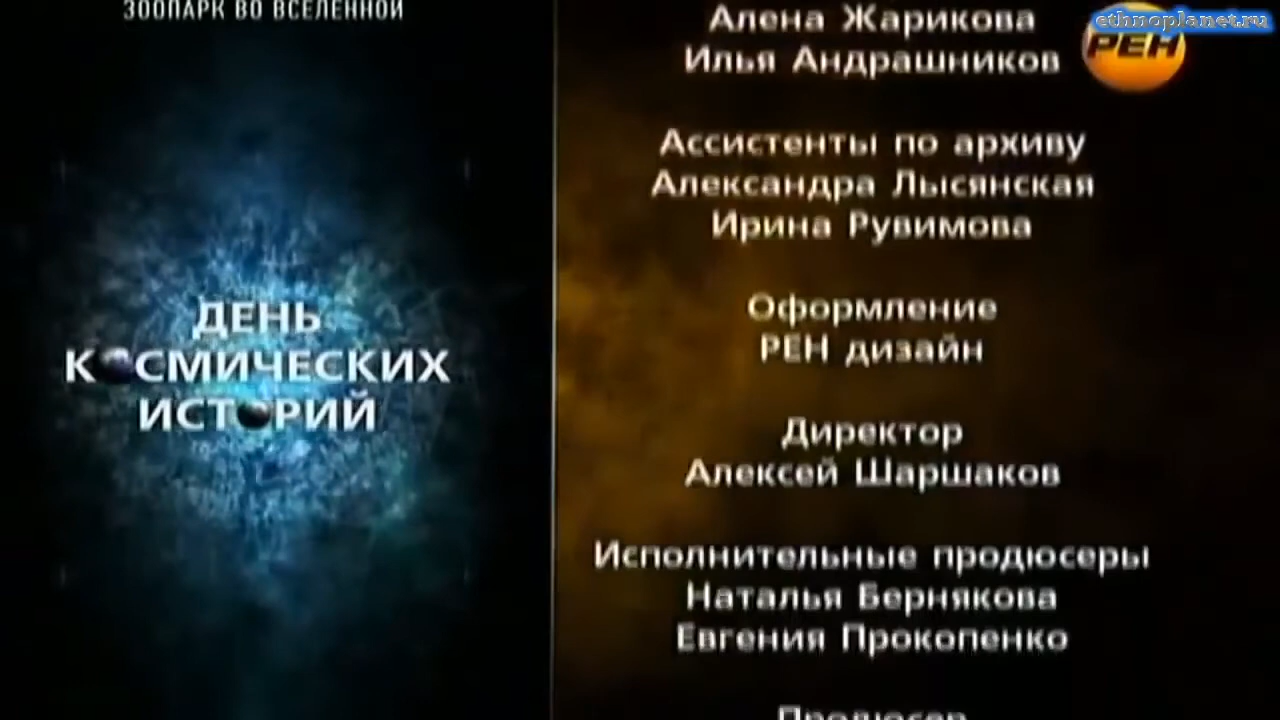 ЗООПАРК ВО ВСЕЛЕННОЙ
ДЕНЬ
КОСМИЧЕСКИХ
ИСТОРИЙ
Алена Жарикова
Илья Андрашников
Ассистенты по архиву
Александра Лысянская
Ирина Рувимова
Оформление
РЕН дизайн
Директор
Алексей Шаршаков
Исполнительные продюсеры
Наталья Бернякова
Евгения Прокопенко
Продюсер
ethnoplanet.ru
РЕН